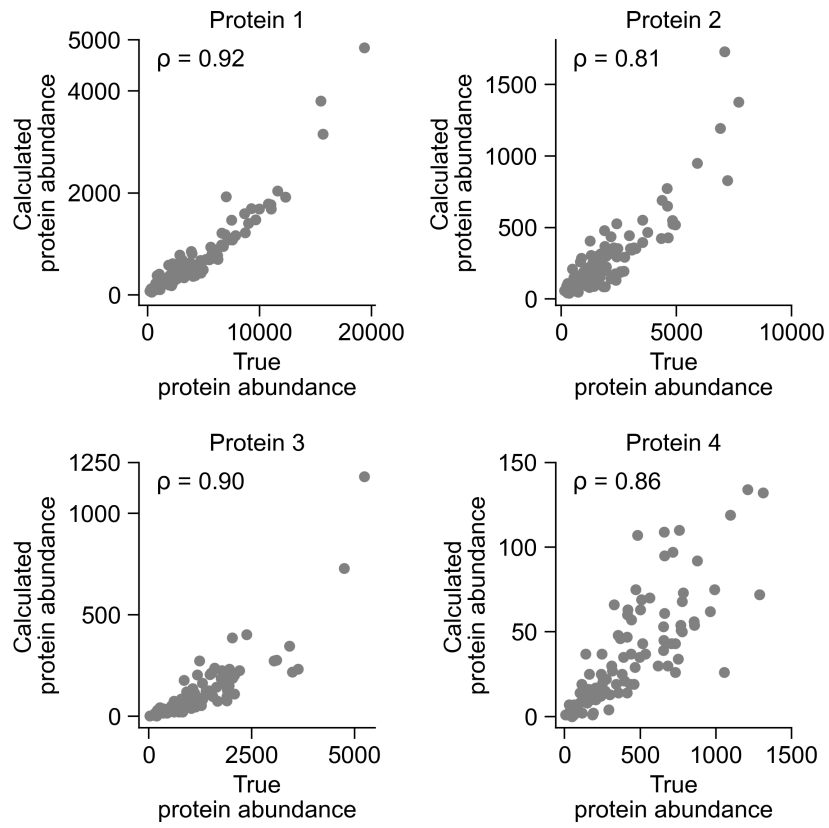 Protein 1
ρ = 0.92
5000
4000
2000
0
Calculated
protein abundance
0 10000 20000
True
protein abundance
Protein 2
ρ = 0.81
1500
1000
500
0
Calculated
protein abundance
0 5000 10000
True
protein abundance
Protein 3
ρ = 0.90
1250
1000
500
0
Calculated
protein abundance
0 2500 5000
True
protein abundance
Protein 4
ρ = 0.86
150
100
50
0
Calculated
protein abundance
0 500 1000 1500
True
protein abundance